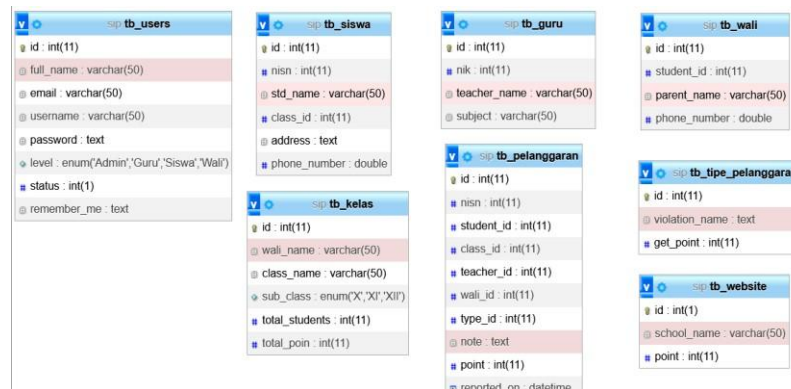 sip tb_users
id : int(11)
full_name : varchar(50)
email : varchar(50)
username : varchar(50)
password : text
level : enum('Admin','Guru','Siswa','Wali')
status : int(1)
remember_me : text
sip tb_siswa
id : int(11)
nisn : int(11)
std_name : varchar(50)
class_id : int(11)
address : text
phone_number : double
sip tb_kelas
id : int(11)
wali_name : varchar(50)
class_name : varchar(50)
sub_class : enum('X','XI','XII')
total_students : int(11)
total_poin : int(11)
sip tb_guru
id : int(11)
nik : int(11)
teacher_name : varchar(50)
subject : varchar(50)
sip tb_pelanggaran
id : int(11)
nisn : int(11)
student_id : int(11)
class_id : int(11)
teacher_id : int(11)
wali_id : int(11)
type_id : int(11)
note : text
point : int(11)
reported_on : datetime
sip tb_wali
id : int(11)
student_id : int(11)
parent_name : varchar(50)
phone_number : double
sip tb_tipe_pelanggara
id : int(11)
violation_name : text
get_point : int(11)
sip tb_website
id : int(1)
school_name : varchar(50)
point : int(11)